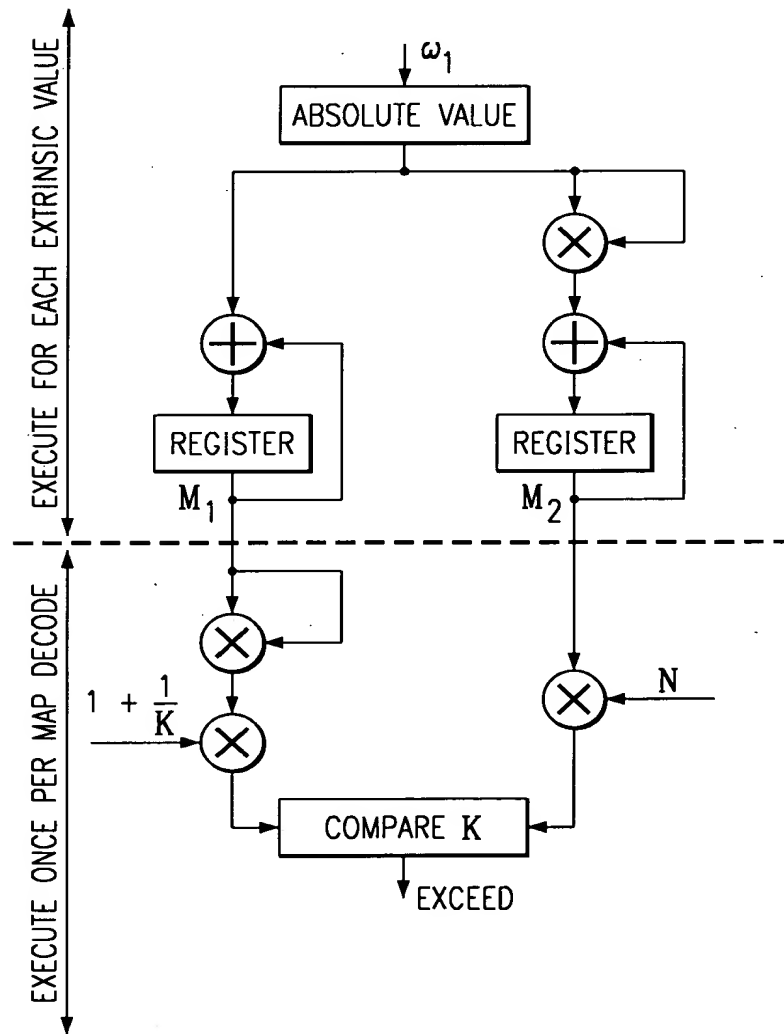 EXECUTE FOR EACH EXTRINSIC VALUE
ω1
ABSOLUTE VALUE
REGISTER
REGISTER
M1
M2
EXECUTE ONCE PER MAP DECODE
1 + 1/K
N
COMPARE K
EXCEED